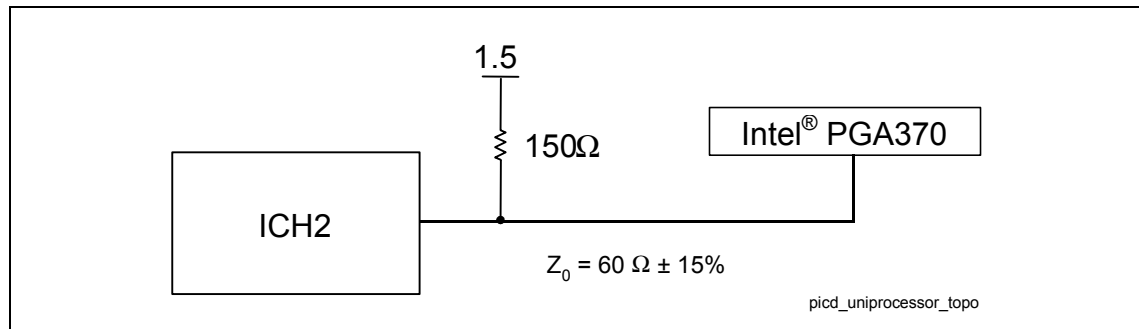 1.5
150Ω
Intel® PGA370
ICH2
Z0 = 60 Ω ± 15%
picd_uniprocessor_topo